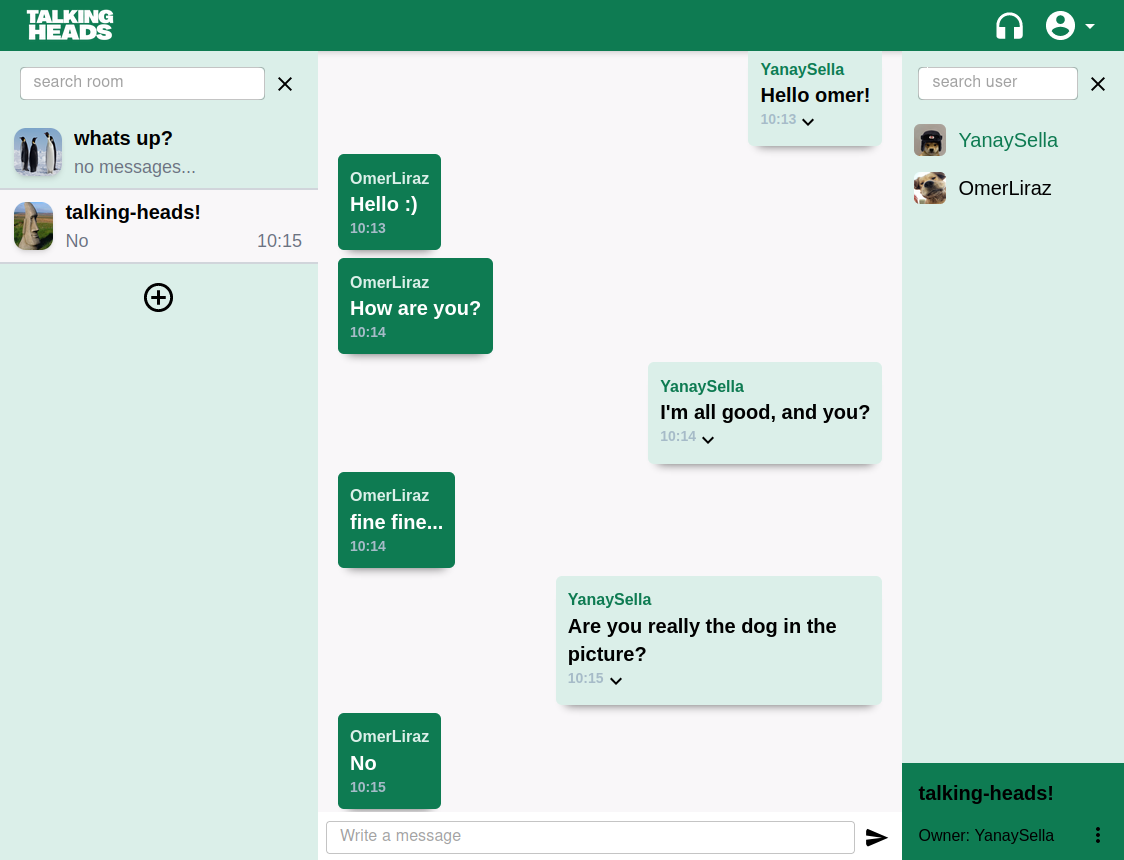 TALKING
HEADS
search room
whats up?
no messages...
talking-heads!
No 10:15
YanaySella
Hello omer!
10:13
OmerLiraz
Hello :)
10:13
OmerLiraz
How are you?
10:14
YanaySella
I'm all good, and you?
10:14
OmerLiraz
fine fine...
10:14
YanaySella
Are you really the dog in the
picture?
10:15
OmerLiraz
No
10:15
Write a message
search user
YanaySella
OmerLiraz
talking-heads!
Owner: YanaySella